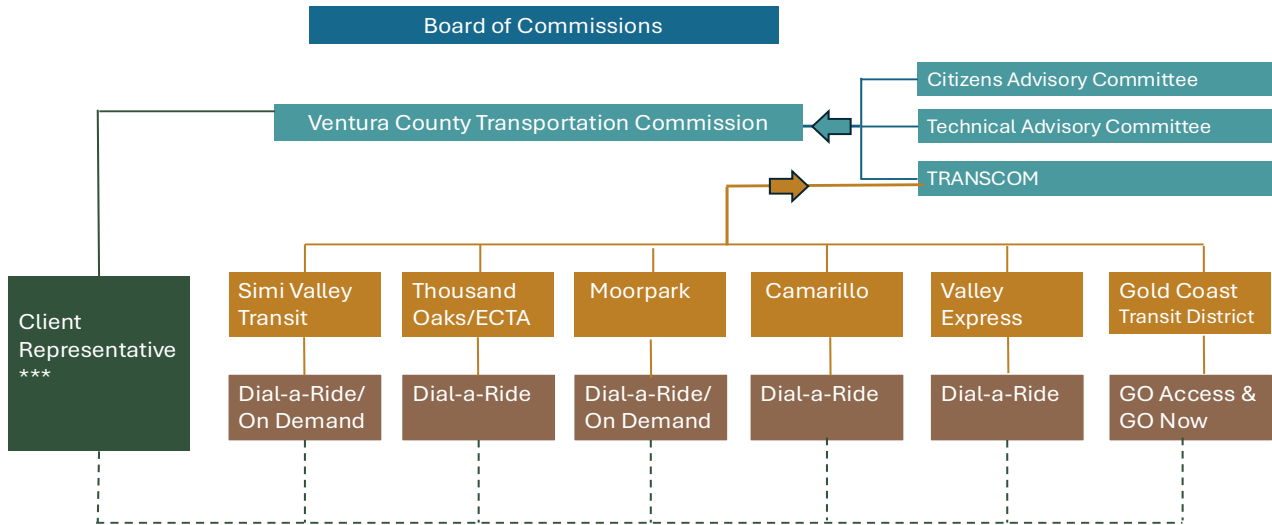 Board of Commissions
Citizens Advisory Committee
Ventura County Transportation Commission
Technical Advisory Committee
TRANSCOM
Client
Representative
***
Simi Valley
Transit
Thousand
Oaks/ECTA
Moorpark
Camarillo
Valley
Express
Gold Coast
Transit District
Dial-a-Ride/
On Demand
Dial-a-Ride
Dial-a-Ride/
On Demand
Dial-a-Ride
Dial-a-Ride
GO Access &
GO Now